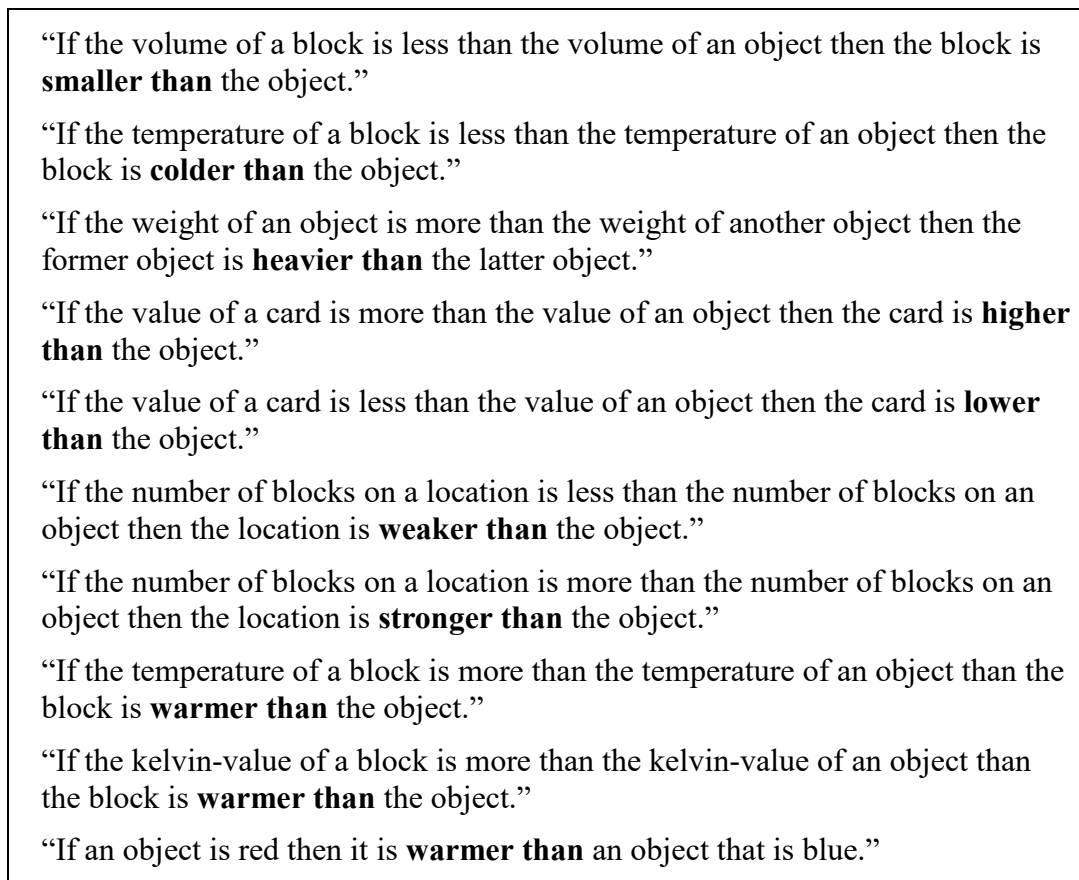 “If the volume of a block is less than the volume of an object then the block is
smaller than the object.”
“If the temperature of a block is less than the temperature of an object then the
block is colder than the object.”
“If the weight of an object is more than the weight of another object then the
former object is heavier than the latter object.”
“If the value of a card is more than the value of an object then the card is higher
than the object.”
“If the value of a card is less than the value of an object then the card is lower
than the object.”
“If the number of blocks on a location is less than the number of blocks on an
object then the location is weaker than the object.”
“If the number of blocks on a location is more than the number of blocks on an
object then the location is stronger than the object.”
“If the temperature of a block is more than the temperature of an object than the
block is warmer than the object.”
“If the kelvin-value of a block is more than the kelvin-value of an object than
the block is warmer than the object.”
“If an object is red then it is warmer than an object that is blue.”